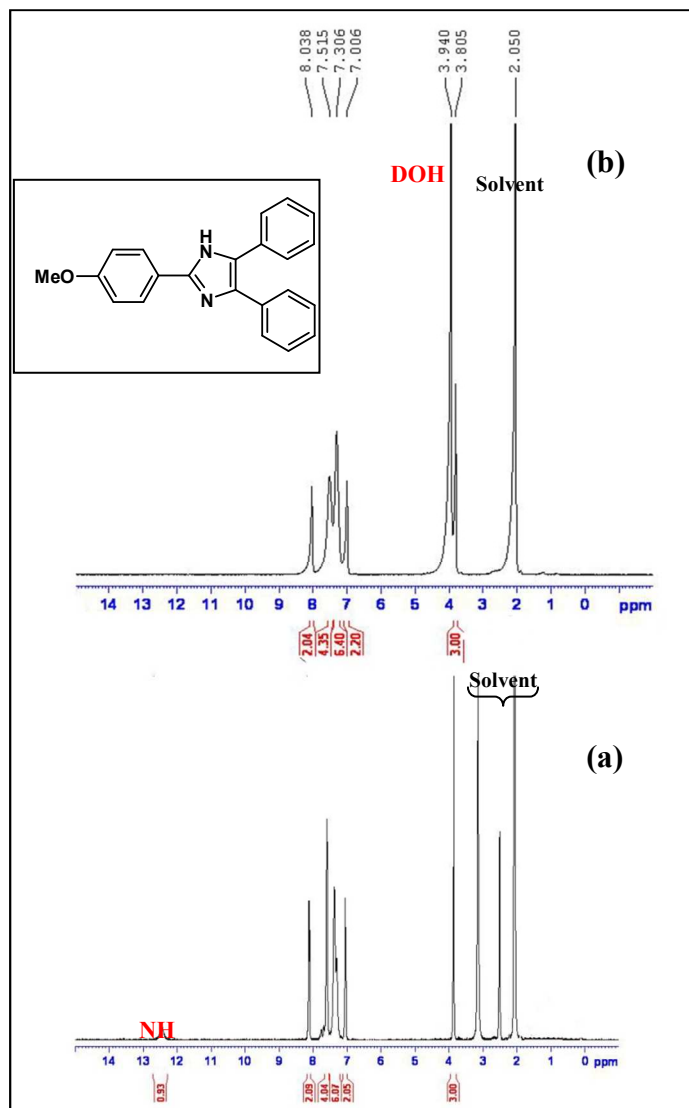 8.038
7.515
7.306
7.006
3.940
3.805
2.050
(b)
DOH
Solvent
H
N
MeO
N
14 13 12 11 10 9 8 7 6 5 4 3 2 1 0 ppm
2.04
4.35
6.40
2.20
3.00
Solvent
(a)
NH
14 13 12 11 10 9 8 7 6 5 4 3 2 1 0 ppm
0.93
2.09
4.04
6.07
2.05
3.00